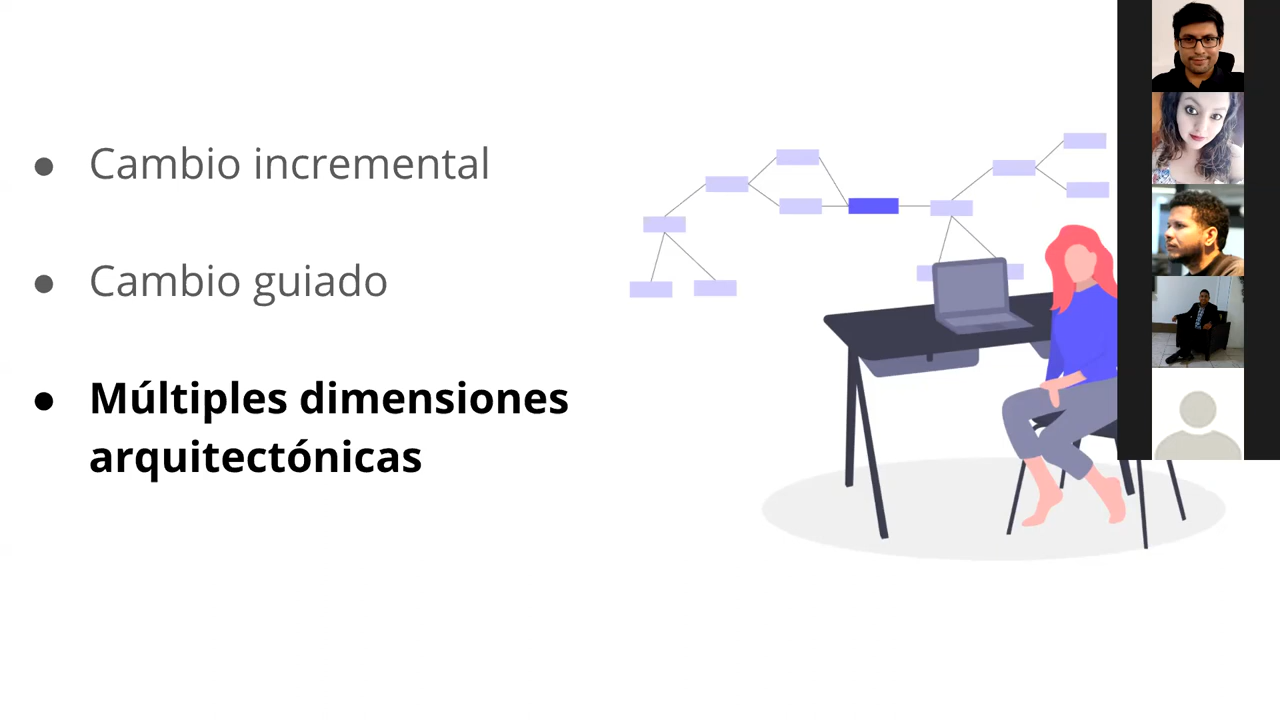 ● Cambio incremental
● Cambio guiado
● Múltiples dimensiones
arquitectónicas